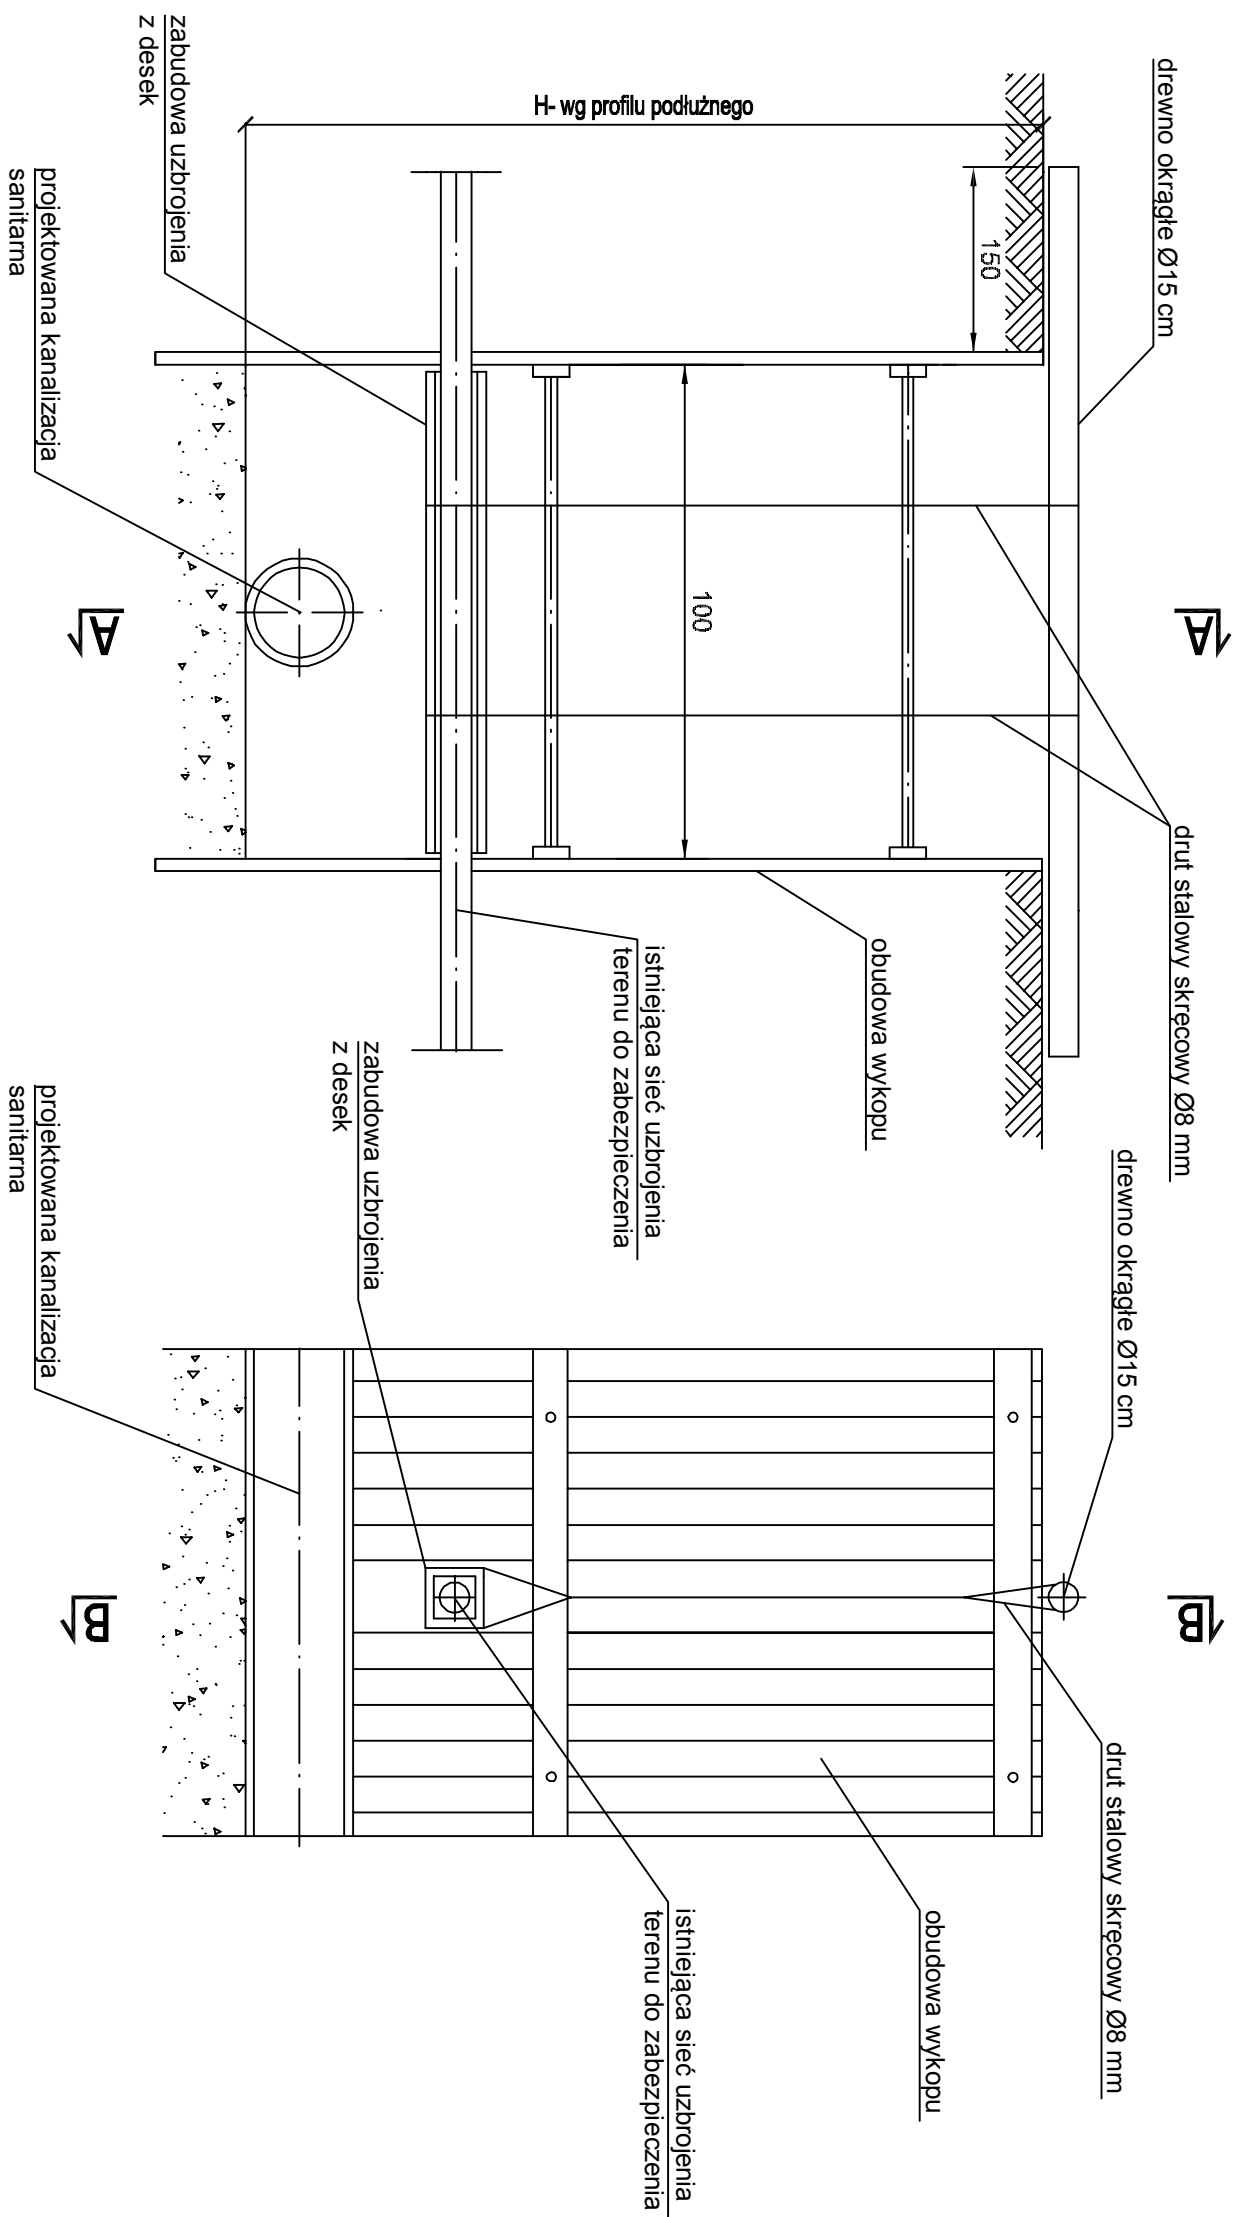 drewno okrągłe Ø15 cm
A
drut stalowy skręcowy Ø8 mm
H- wg profilu podłużnego
150
100
obudowa wykopu
istniejąca sieć uzbrojenia
terenu do zabezpieczenia
zabudowa uzbrojenia
z desek
projektowana kanalizacja
sanitarna
A
drewno okrągłe Ø15 cm
B
drut stalowy skręcowy Ø8 mm
obudowa wykopu
istniejąca sieć uzbrojenia
terenu do zabezpieczenia
zabudowa uzbrojenia
z desek
projektowana kanalizacja
sanitarna
B